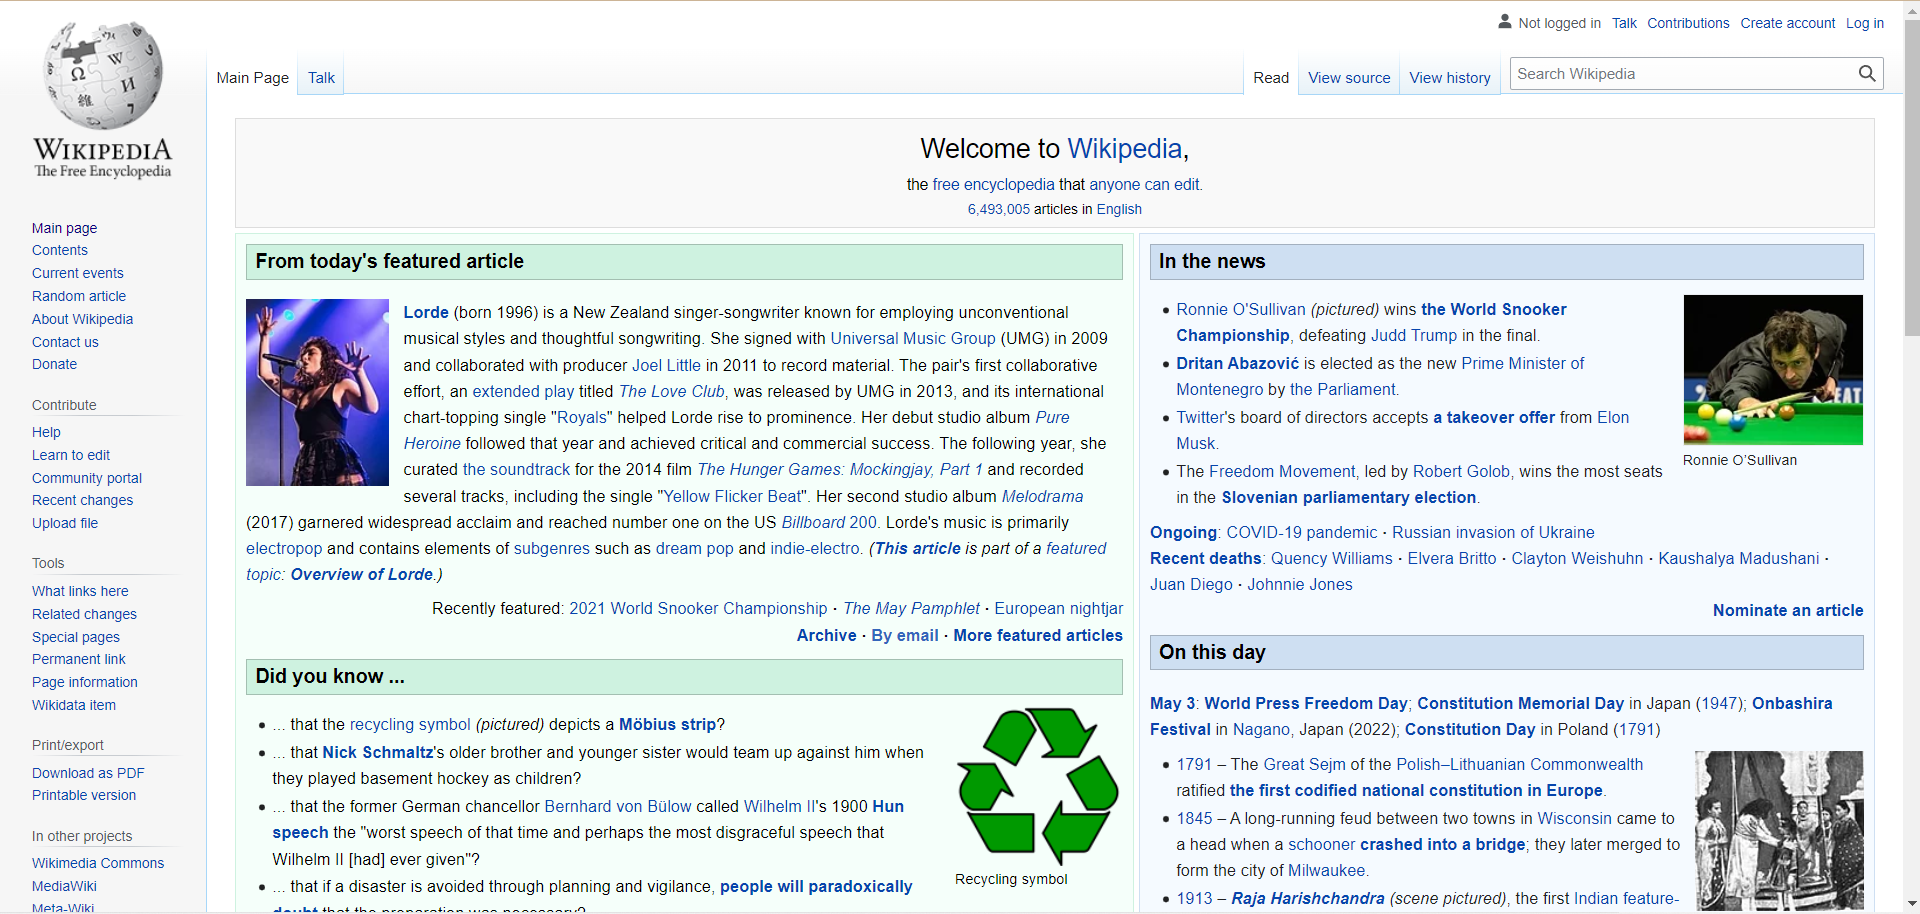 Not logged in Talk Contributions Create account Log in
WIKIPEDIA
The Free Encyclopedia
Main Page Talk
Read View source View history Search Wikipedia
Main page
Contents
Current events
Random article
About Wikipedia
Contact us
Donate
Contribute
Help
Learn to edit
Community portal
Recent changes
Upload file
Tools
What links here
Related changes
Special pages
Permanent link
Page information
Wikidata item
Print/export
Download as PDF
Printable version
In other projects
Wikimedia Commons
MediaWiki
Meta-Wiki
Welcome to Wikipedia,
the free encyclopedia that anyone can edit.
6,493,005 articles in English
From today's featured article
Lorde (born 1996) is a New Zealand singer-songwriter known for employing unconventional
musical styles and thoughtful songwriting. She signed with Universal Music Group (UMG) in 2009
and collaborated with producer Joel Little in 2011 to record material. The pair's first collaborative
effort, an extended play titled The Love Club, was released by UMG in 2013, and its international
chart-topping single "Royals" helped Lorde rise to prominence. Her debut studio album Pure
Heroine followed that year and achieved critical and commercial success. The following year, she
curated the soundtrack for the 2014 film The Hunger Games: Mockingjay, Part 1 and recorded
several tracks, including the single "Yellow Flicker Beat". Her second studio album Melodrama
(2017) garnered widespread acclaim and reached number one on the US Billboard 200. Lorde's music is primarily
electropop and contains elements of subgenres such as dream pop and indie-electro. (This article is part of a featured
topic: Overview of Lorde.)
Recently featured: 2021 World Snooker Championship · The May Pamphlet · European nightjar
Archive · By email · More featured articles
Did you know ...
... that the recycling symbol (pictured) depicts a Möbius strip?
... that Nick Schmaltz's older brother and younger sister would team up against him when
they played basement hockey as children?
... that the former German chancellor Bernhard von Bülow called Wilhelm II's 1900 Hun
speech the "worst speech of that time and perhaps the most disgraceful speech that
Wilhelm II [had] ever given"?
... that if a disaster is avoided through planning and vigilance, people will paradoxically
doubt that the preparation was necessary?
Recycling symbol
In the news
Ronnie O'Sullivan (pictured) wins the World Snooker
Championship, defeating Judd Trump in the final.
Dritan Abazović is elected as the new Prime Minister of
Montenegro by the Parliament.
Twitter's board of directors accepts a takeover offer from Elon
Musk.
The Freedom Movement, led by Robert Golob, wins the most seats
in the Slovenian parliamentary election.
Ronnie O'Sullivan
Ongoing: COVID-19 pandemic · Russian invasion of Ukraine
Recent deaths: Quency Williams · Elvera Britto · Clayton Weishuhn · Kaushalya Madushani ·
Juan Diego · Johnnie Jones
Nominate an article
On this day
May 3: World Press Freedom Day; Constitution Memorial Day in Japan (1947); Onbashira
Festival in Nagano, Japan (2022); Constitution Day in Poland (1791)
1791 – The Great Sejm of the Polish–Lithuanian Commonwealth
ratified the first codified national constitution in Europe.
1845 – A long-running feud between two towns in Wisconsin came to
a head when a schooner crashed into a bridge; they later merged to
form the city of Milwaukee.
1913 – Raja Harishchandra (scene pictured), the first Indian feature-